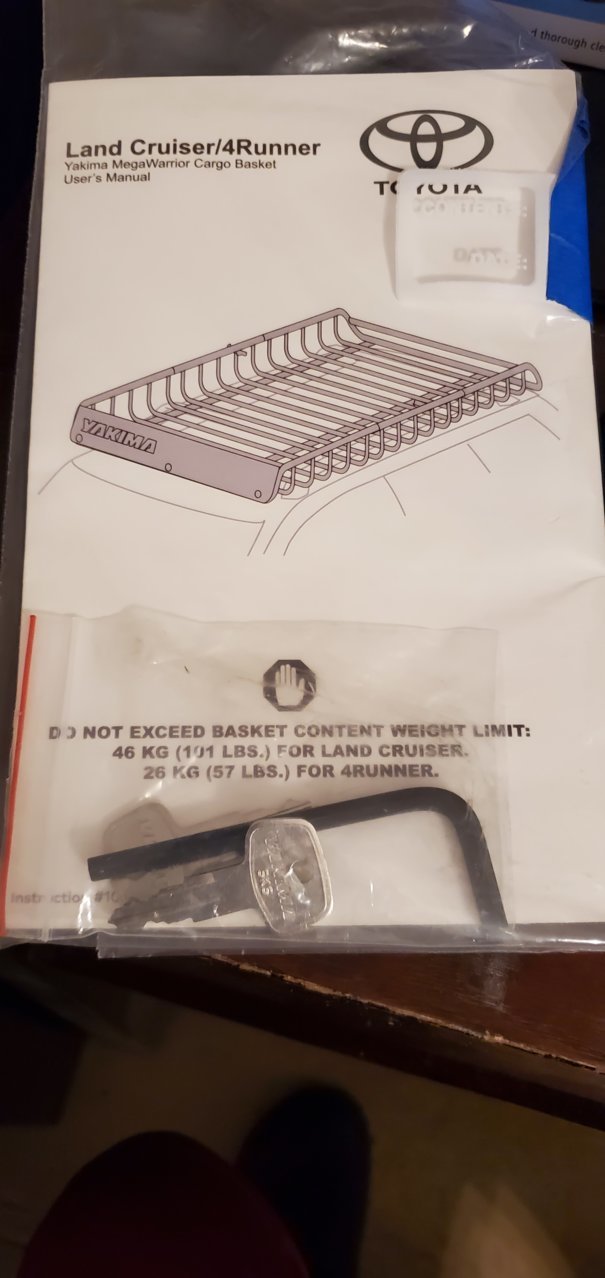 d thorough cle
Land Cruiser/4Runner
Yakima MegaWarrior Cargo Basket
User's Manual
TOYOTA
YAKIMA
DO NOT EXCEED BASKET CONTENT WEIGHT LIMIT:
46 KG (101 LBS.) FOR LAND CRUISER.
26 KG (57 LBS.) FOR 4RUNNER.
Instruction